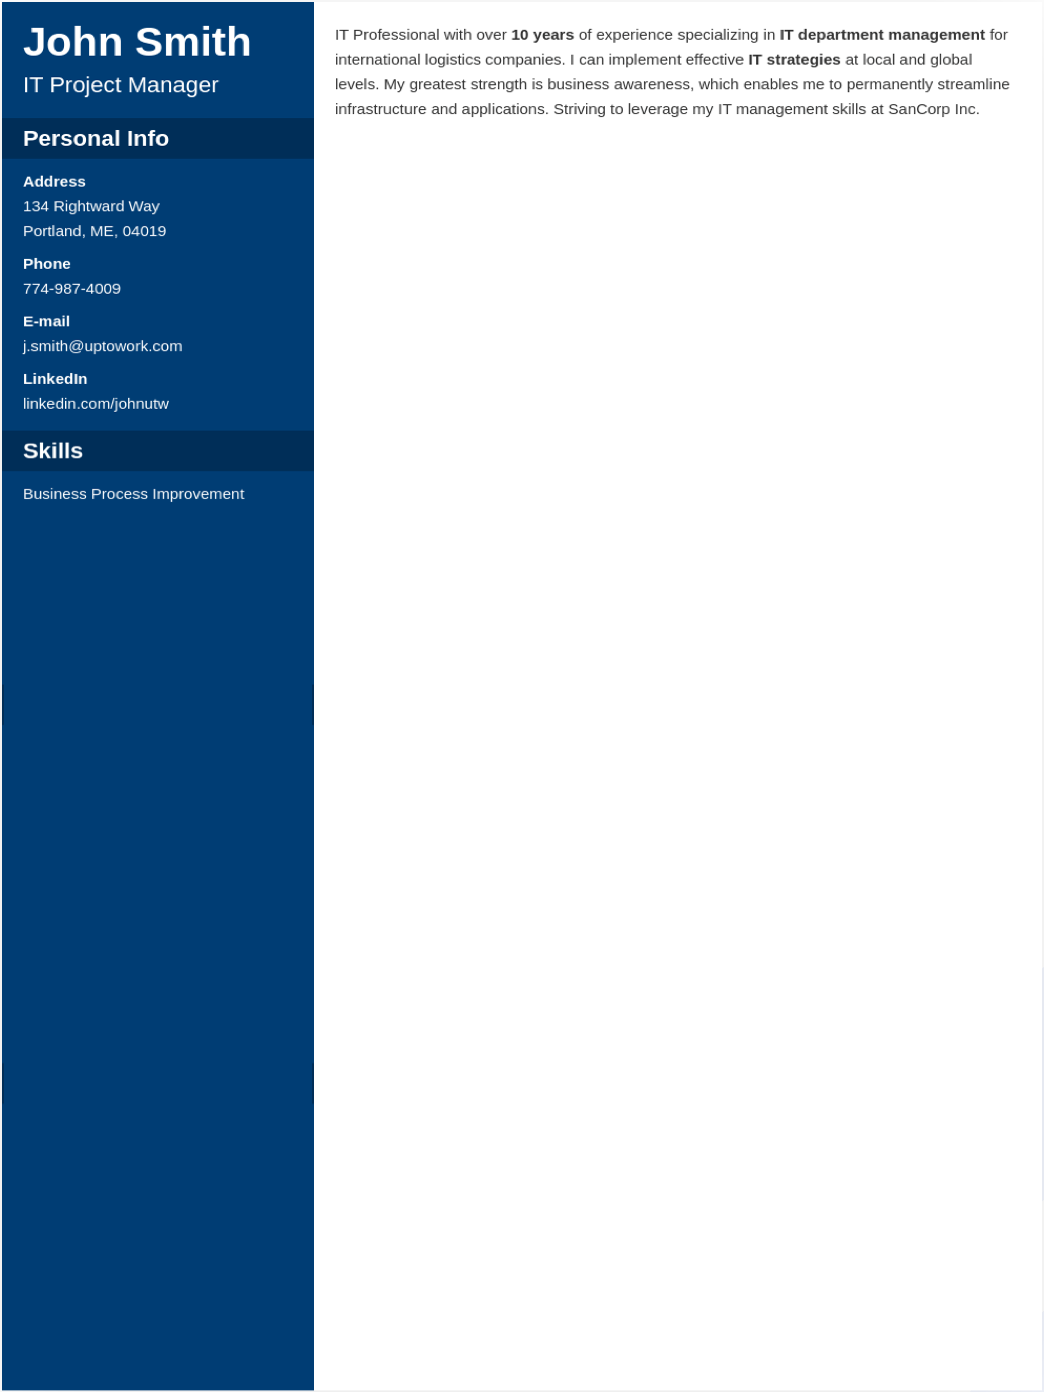 John Smith
IT Project Manager
Personal Info
Address
134 Rightward Way
Portland, ME, 04019
Phone
774-987-4009
E-mail
j.smith@uptowork.com
LinkedIn
linkedin.com/johnutw
Skills
Business Process Improvement
IT Professional with over 10 years of experience specializing in IT department management for
international logistics companies. I can implement effective IT strategies at local and global
levels. My greatest strength is business awareness, which enables me to permanently streamline
infrastructure and applications. Striving to leverage my IT management skills at SanCorp Inc.